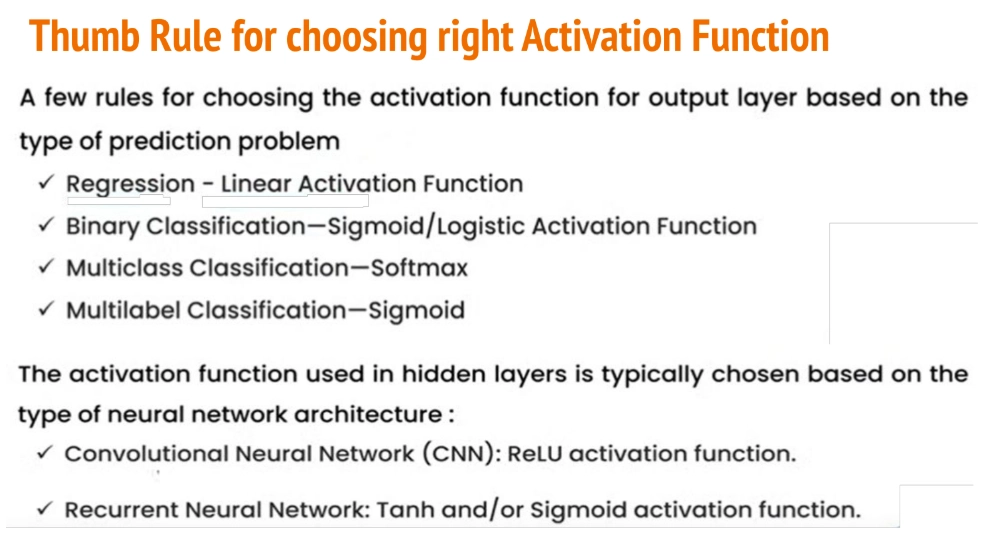 Thumb Rule for choosing right Activation Function
A few rules for choosing the activation function for output layer based on the
type of prediction problem
✓ Regression - Linear Activation Function
✓ Binary Classification—Sigmoid/Logistic Activation Function
✓ Multiclass Classification—Softmax
✓ Multilabel Classification—Sigmoid
The activation function used in hidden layers is typically chosen based on the
type of neural network architecture :
✓ Convolutional Neural Network (CNN): ReLU activation function.
✓ Recurrent Neural Network: Tanh and/or Sigmoid activation function.